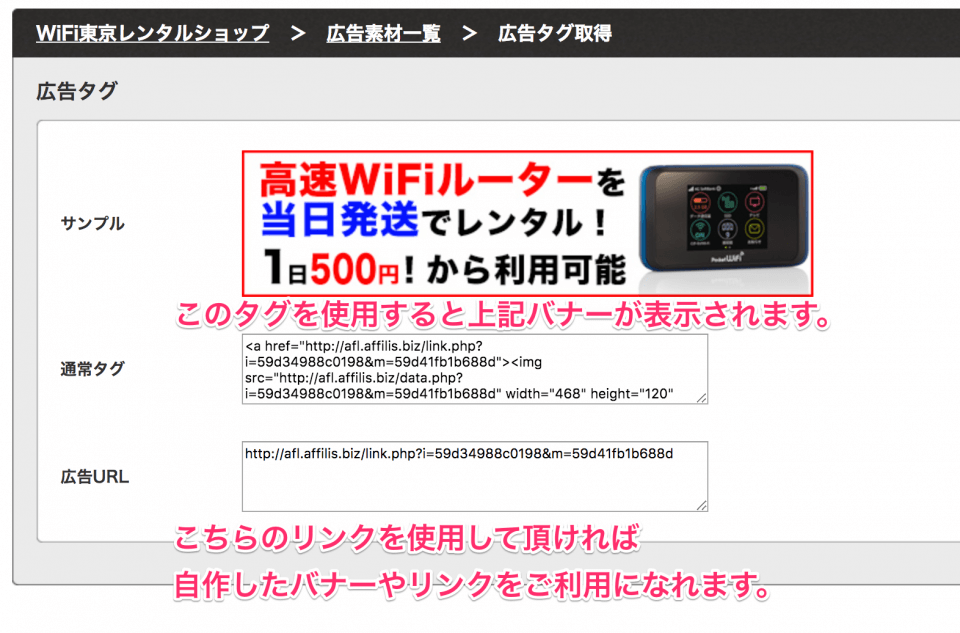 WiFi東京レンタルショップ > 広告素材一覧 > 広告タグ取得
広告タグ
サンプル
高速WiFiルーターを
当日発送でレンタル！
1日500円！から利用可能
PocketWiFi
このタグを使用すると上記バナーが表示されます。
通常タグ
<a href="http://afl.affilis.biz/link.php?
i=59d34988c0198&m=59d41fb1b688d"><img
src="http://afl.affilis.biz/data.php?
i=59d34988c0198&m=59d41fb1b688d" width="468" height="120"
広告URL
http://afl.affilis.biz/link.php?i=59d34988c0198&m=59d41fb1b688d
こちらのリンクを使用して頂ければ
自作したバナーやリンクをご利用になれます。